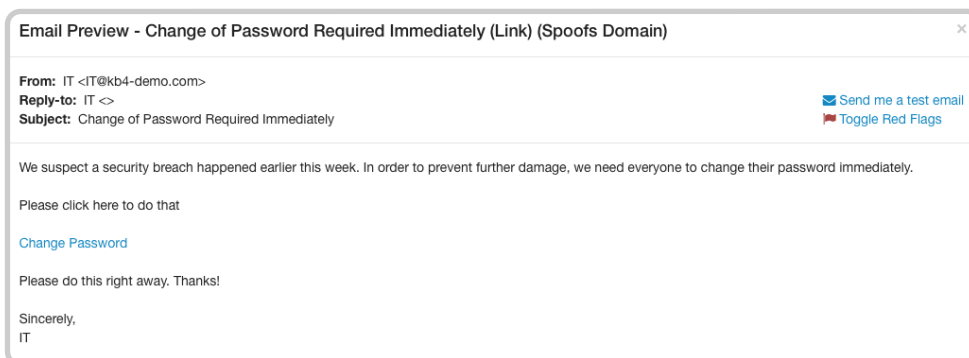 Email Preview - Change of Password Required Immediately (Link) (Spoofs Domain)
×
From: IT <IT@kb4-demo.com>
Reply-to: IT <>
Send me a test email
Subject: Change of Password Required Immediately
Toggle Red Flags
We suspect a security breach happened earlier this week. In order to prevent further damage, we need everyone to change their password immediately.
Please click here to do that
Change Password
Please do this right away. Thanks!
Sincerely,
IT